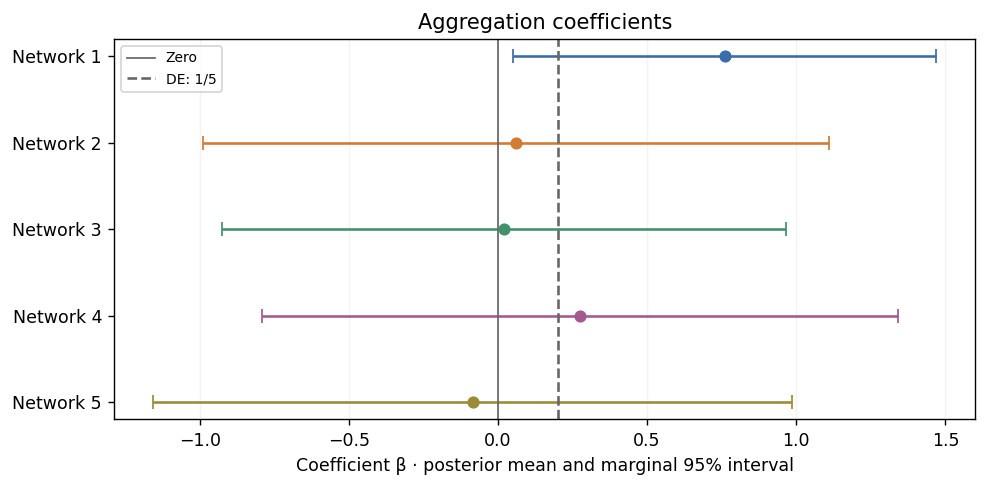 Aggregation coefficients
Zero
DE: 1/5
Network 1
Network 2
Network 3
Network 4
Network 5
−1.0 −0.5 0.0 0.5 1.0 1.5
Coefficient β · posterior mean and marginal 95% interval